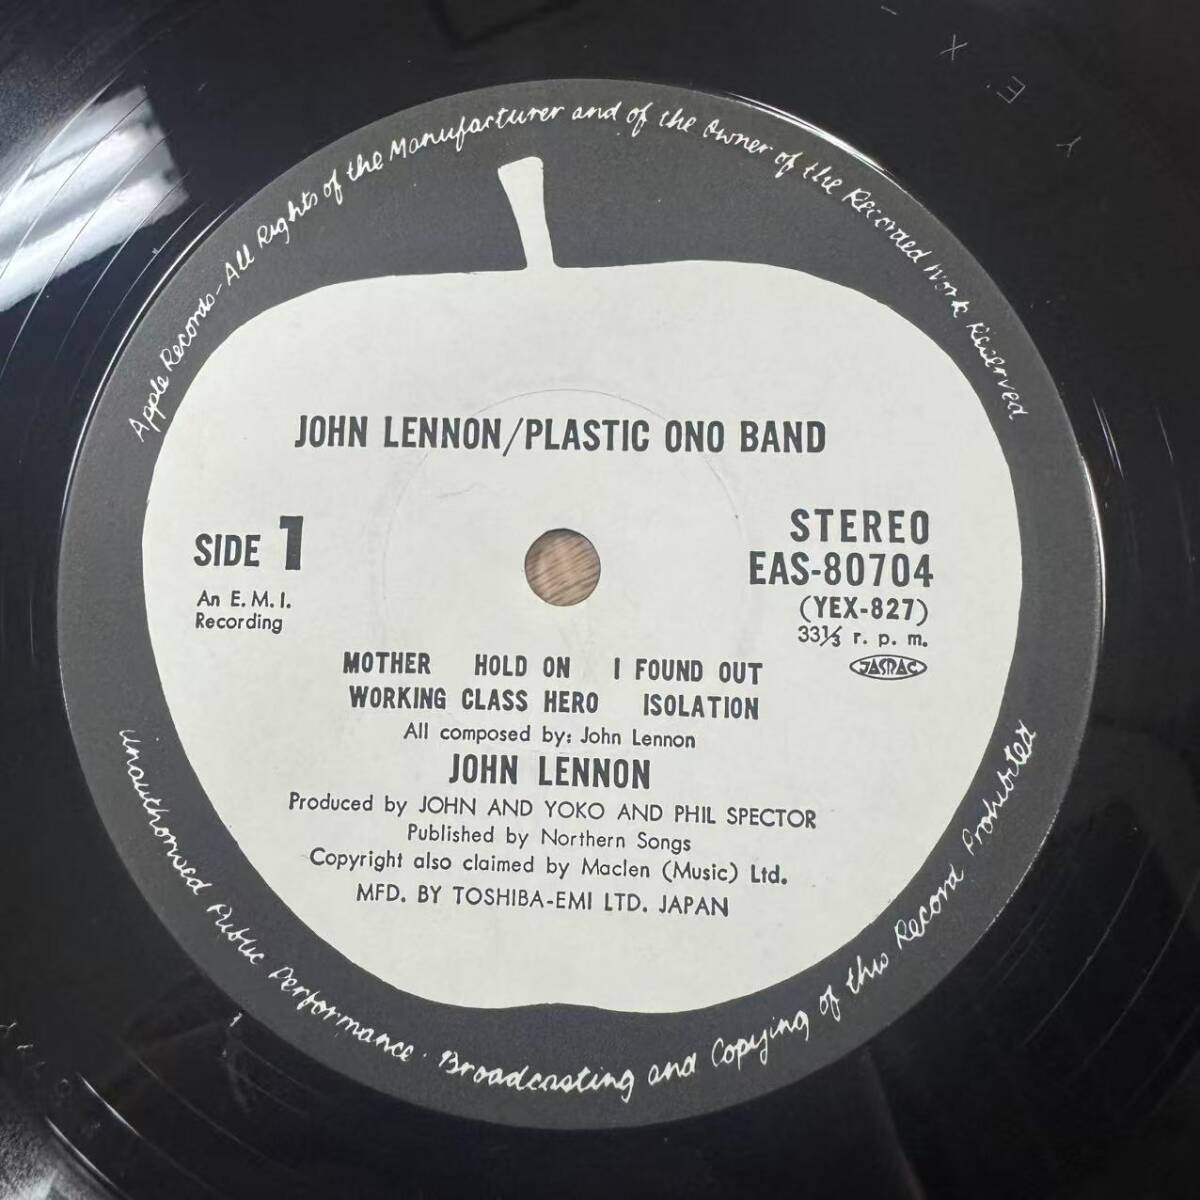 Apple Records - All Rights of the Manufacturer and of the Owner of the Recorded Work Reserved
JOHN LENNON/PLASTIC ONO BAND
SIDE 1
STEREO
EAS-80704
(YEX-827)
33⅓ r. p. m.
JASRAC
An E. M. I.
Recording
MOTHER HOLD ON I FOUND OUT
WORKING CLASS HERO ISOLATION
All composed by: John Lennon
JOHN LENNON
Produced by JOHN AND YOKO AND PHIL SPECTOR
Published by Northern Songs
Copyright also claimed by Maclen (Music) Ltd.
MFD. BY TOSHIBA-EMI LTD. JAPAN
Unauthorised Public Performance · Broadcasting and Copying of this Record Prohibited